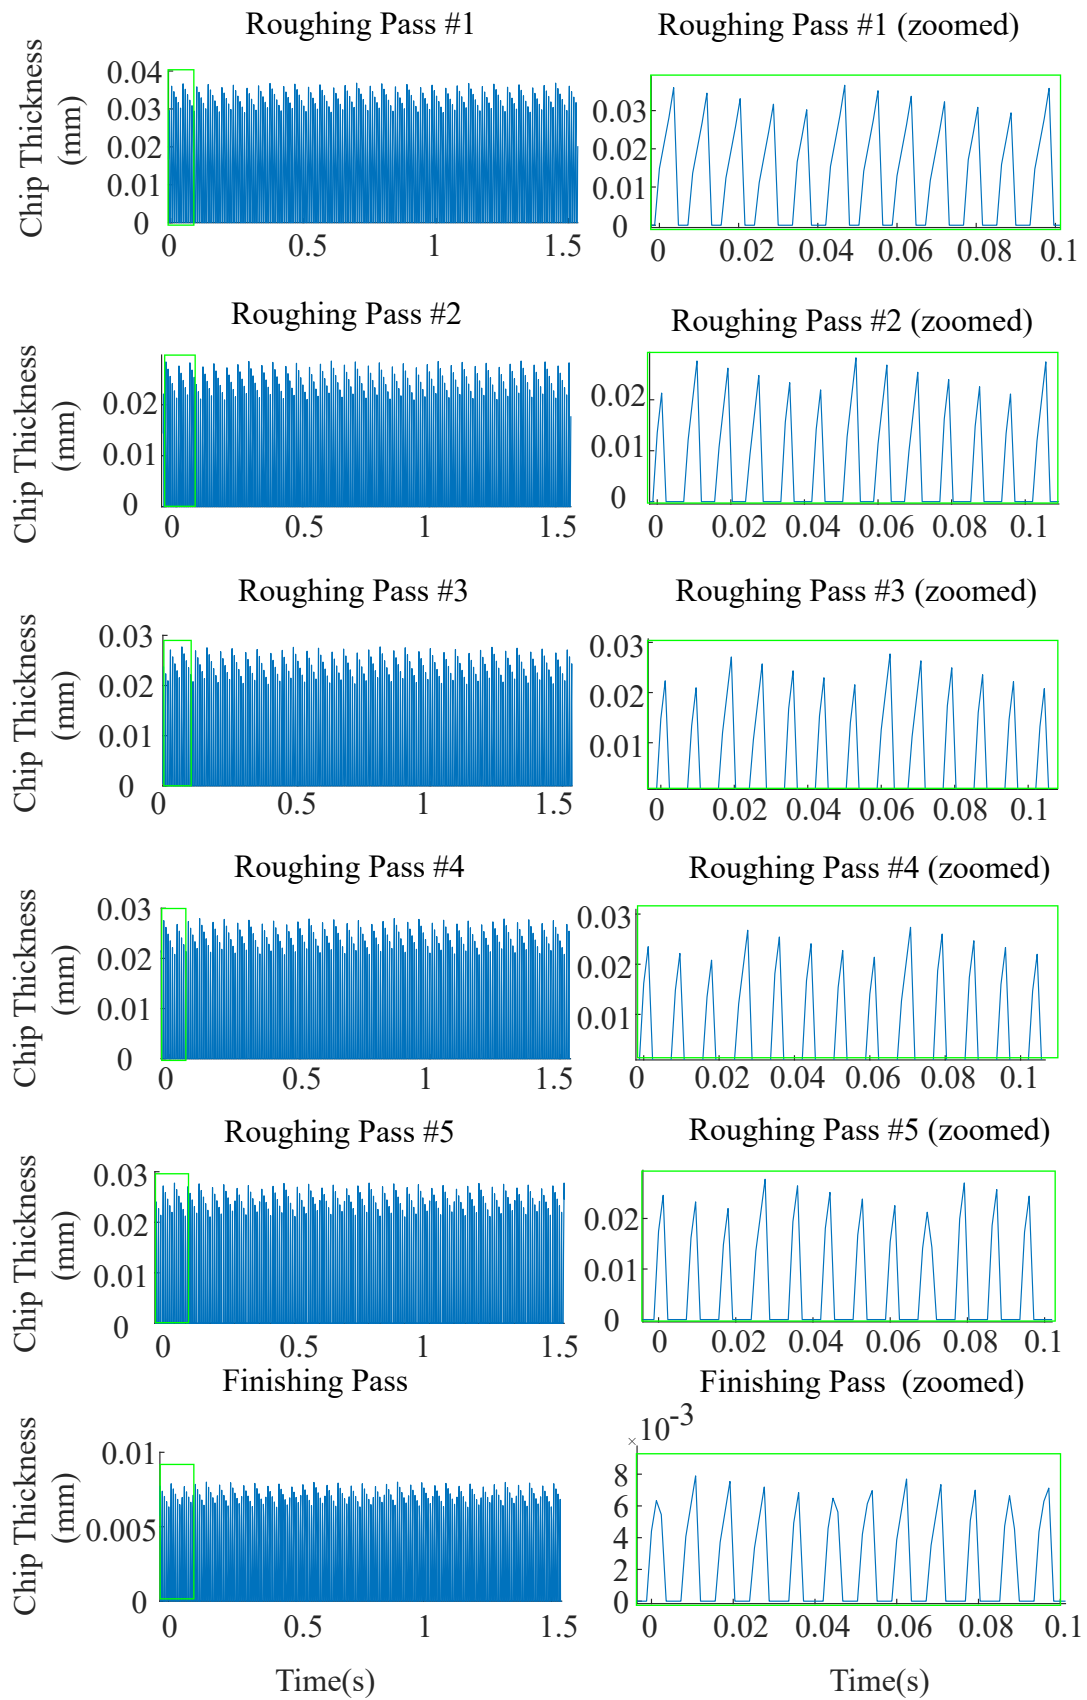 Roughing Pass #1
Roughing Pass #1 (zoomed)
Chip Thickness
(mm)
0.04
0.03
0.02
0.01
0
0 0.5 1 1.5
0.03
0.02
0.01
0
0 0.02 0.04 0.06 0.08 0.1
Roughing Pass #2
Roughing Pass #2 (zoomed)
Chip Thickness
(mm)
0.02
0.01
0
0 0.5 1 1.5
0.02
0.01
0
0 0.02 0.04 0.06 0.08 0.1
Roughing Pass #3
Roughing Pass #3 (zoomed)
Chip Thickness
(mm)
0.03
0.02
0.01
0
0 0.5 1 1.5
0.03
0.02
0.01
0 0.02 0.04 0.06 0.08 0.1
Roughing Pass #4
Roughing Pass #4 (zoomed)
Chip Thickness
(mm)
0.03
0.02
0.01
0
0 0.5 1 1.5
0.03
0.02
0.01
0 0.02 0.04 0.06 0.08 0.1
Roughing Pass #5
Roughing Pass #5 (zoomed)
Chip Thickness
(mm)
0.03
0.02
0.01
0
0 0.5 1 1.5
0.02
0.01
0
0 0.02 0.04 0.06 0.08 0.1
Finishing Pass
Finishing Pass (zoomed)
Chip Thickness
(mm)
0.01
0.005
0
0 0.5 1 1.5
×10-3
8
6
4
2
0
0 0.02 0.04 0.06 0.08 0.1
Time(s)
Time(s)